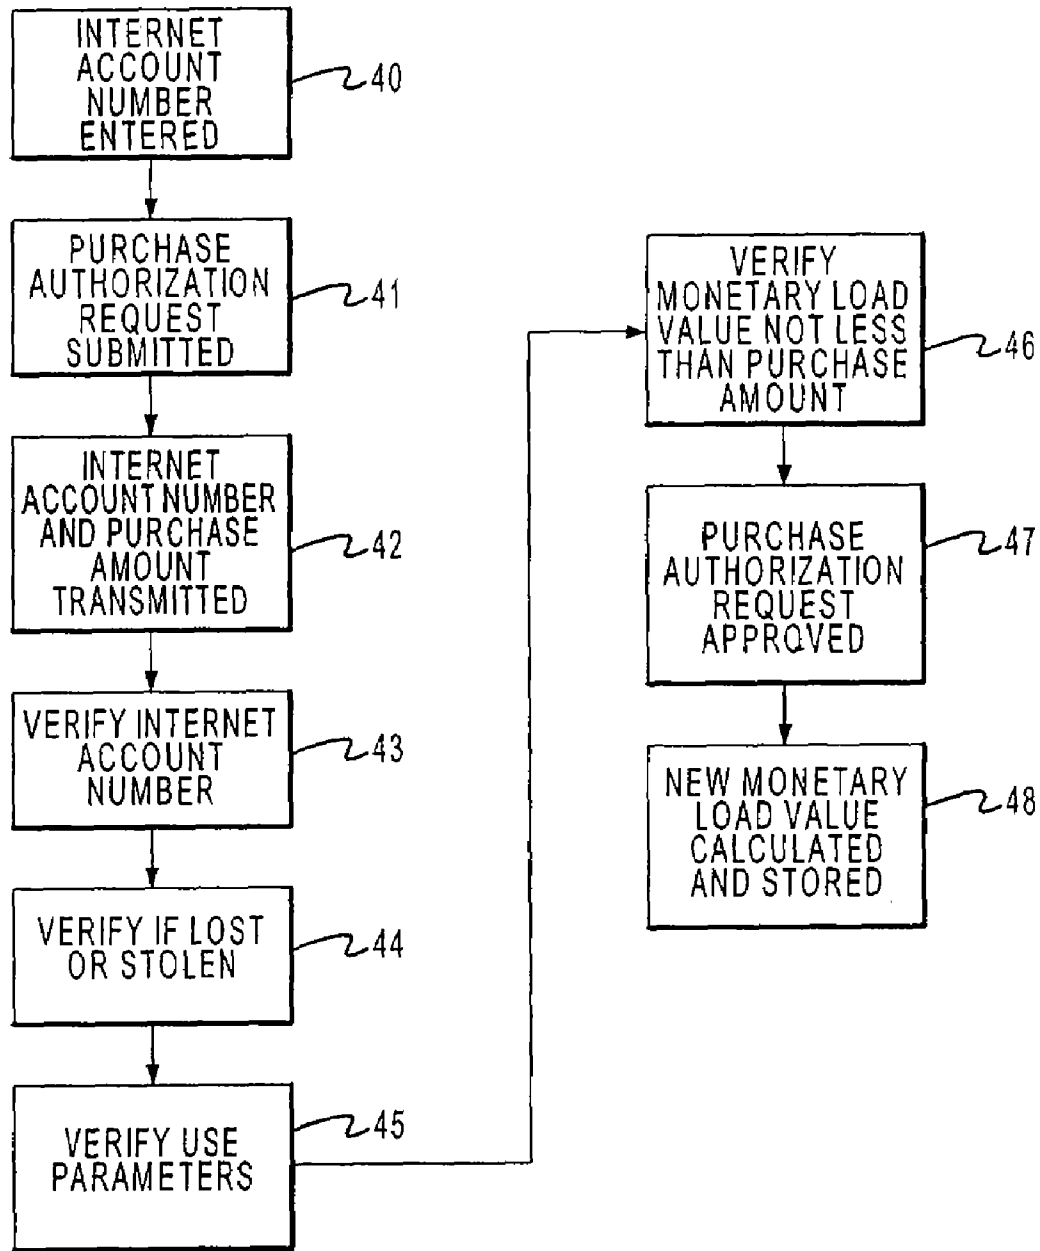 INTERNET
ACCOUNT
NUMBER
ENTERED
40
PURCHASE
AUTHORIZATION
REQUEST
SUBMITTED
41
INTERNET
ACCOUNT NUMBER
AND PURCHASE
AMOUNT
TRANSMITTED
42
VERIFY INTERNET
ACCOUNT
NUMBER
43
VERIFY IF LOST
OR STOLEN
44
VERIFY USE
PARAMETERS
45
VERIFY
MONETARY LOAD
VALUE NOT LESS
THAN PURCHASE
AMOUNT
46
PURCHASE
AUTHORIZATION
REQUEST
APPROVED
47
NEW MONETARY
LOAD VALUE
CALCULATED
AND STORED
48